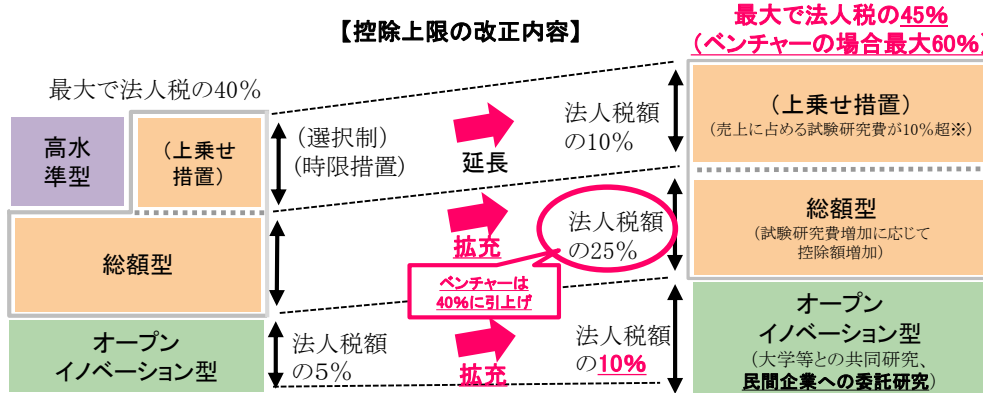 【控除上限の改正内容】
最大で法人税の45%
(ベンチャーの場合最大60%)
最大で法人税の40%
高水
準型
(上乗せ
措置)
(選択制)
(時限措置)
延長
法人税額
の10%
(上乗せ措置)
(売上に占める試験研究費が10%超※)
総額型
拡充
法人税額
の25%
ベンチャーは
40%に引上げ
総額型
(試験研究費増加に応じて
控除額増加)
オープン
イノベーション型
法人税額
の5%
拡充
法人税額
の10%
オープン
イノベーション型
(大学等との共同研究、
民間企業への委託研究)